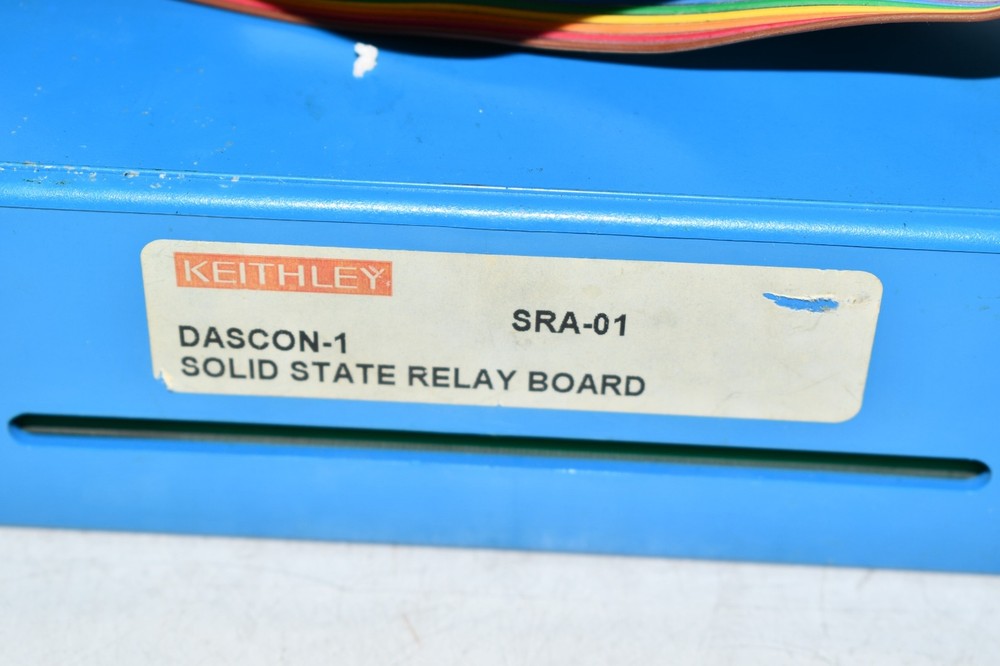 KEITHLEY
SRA-01
DASCON-1
SOLID STATE RELAY BOARD